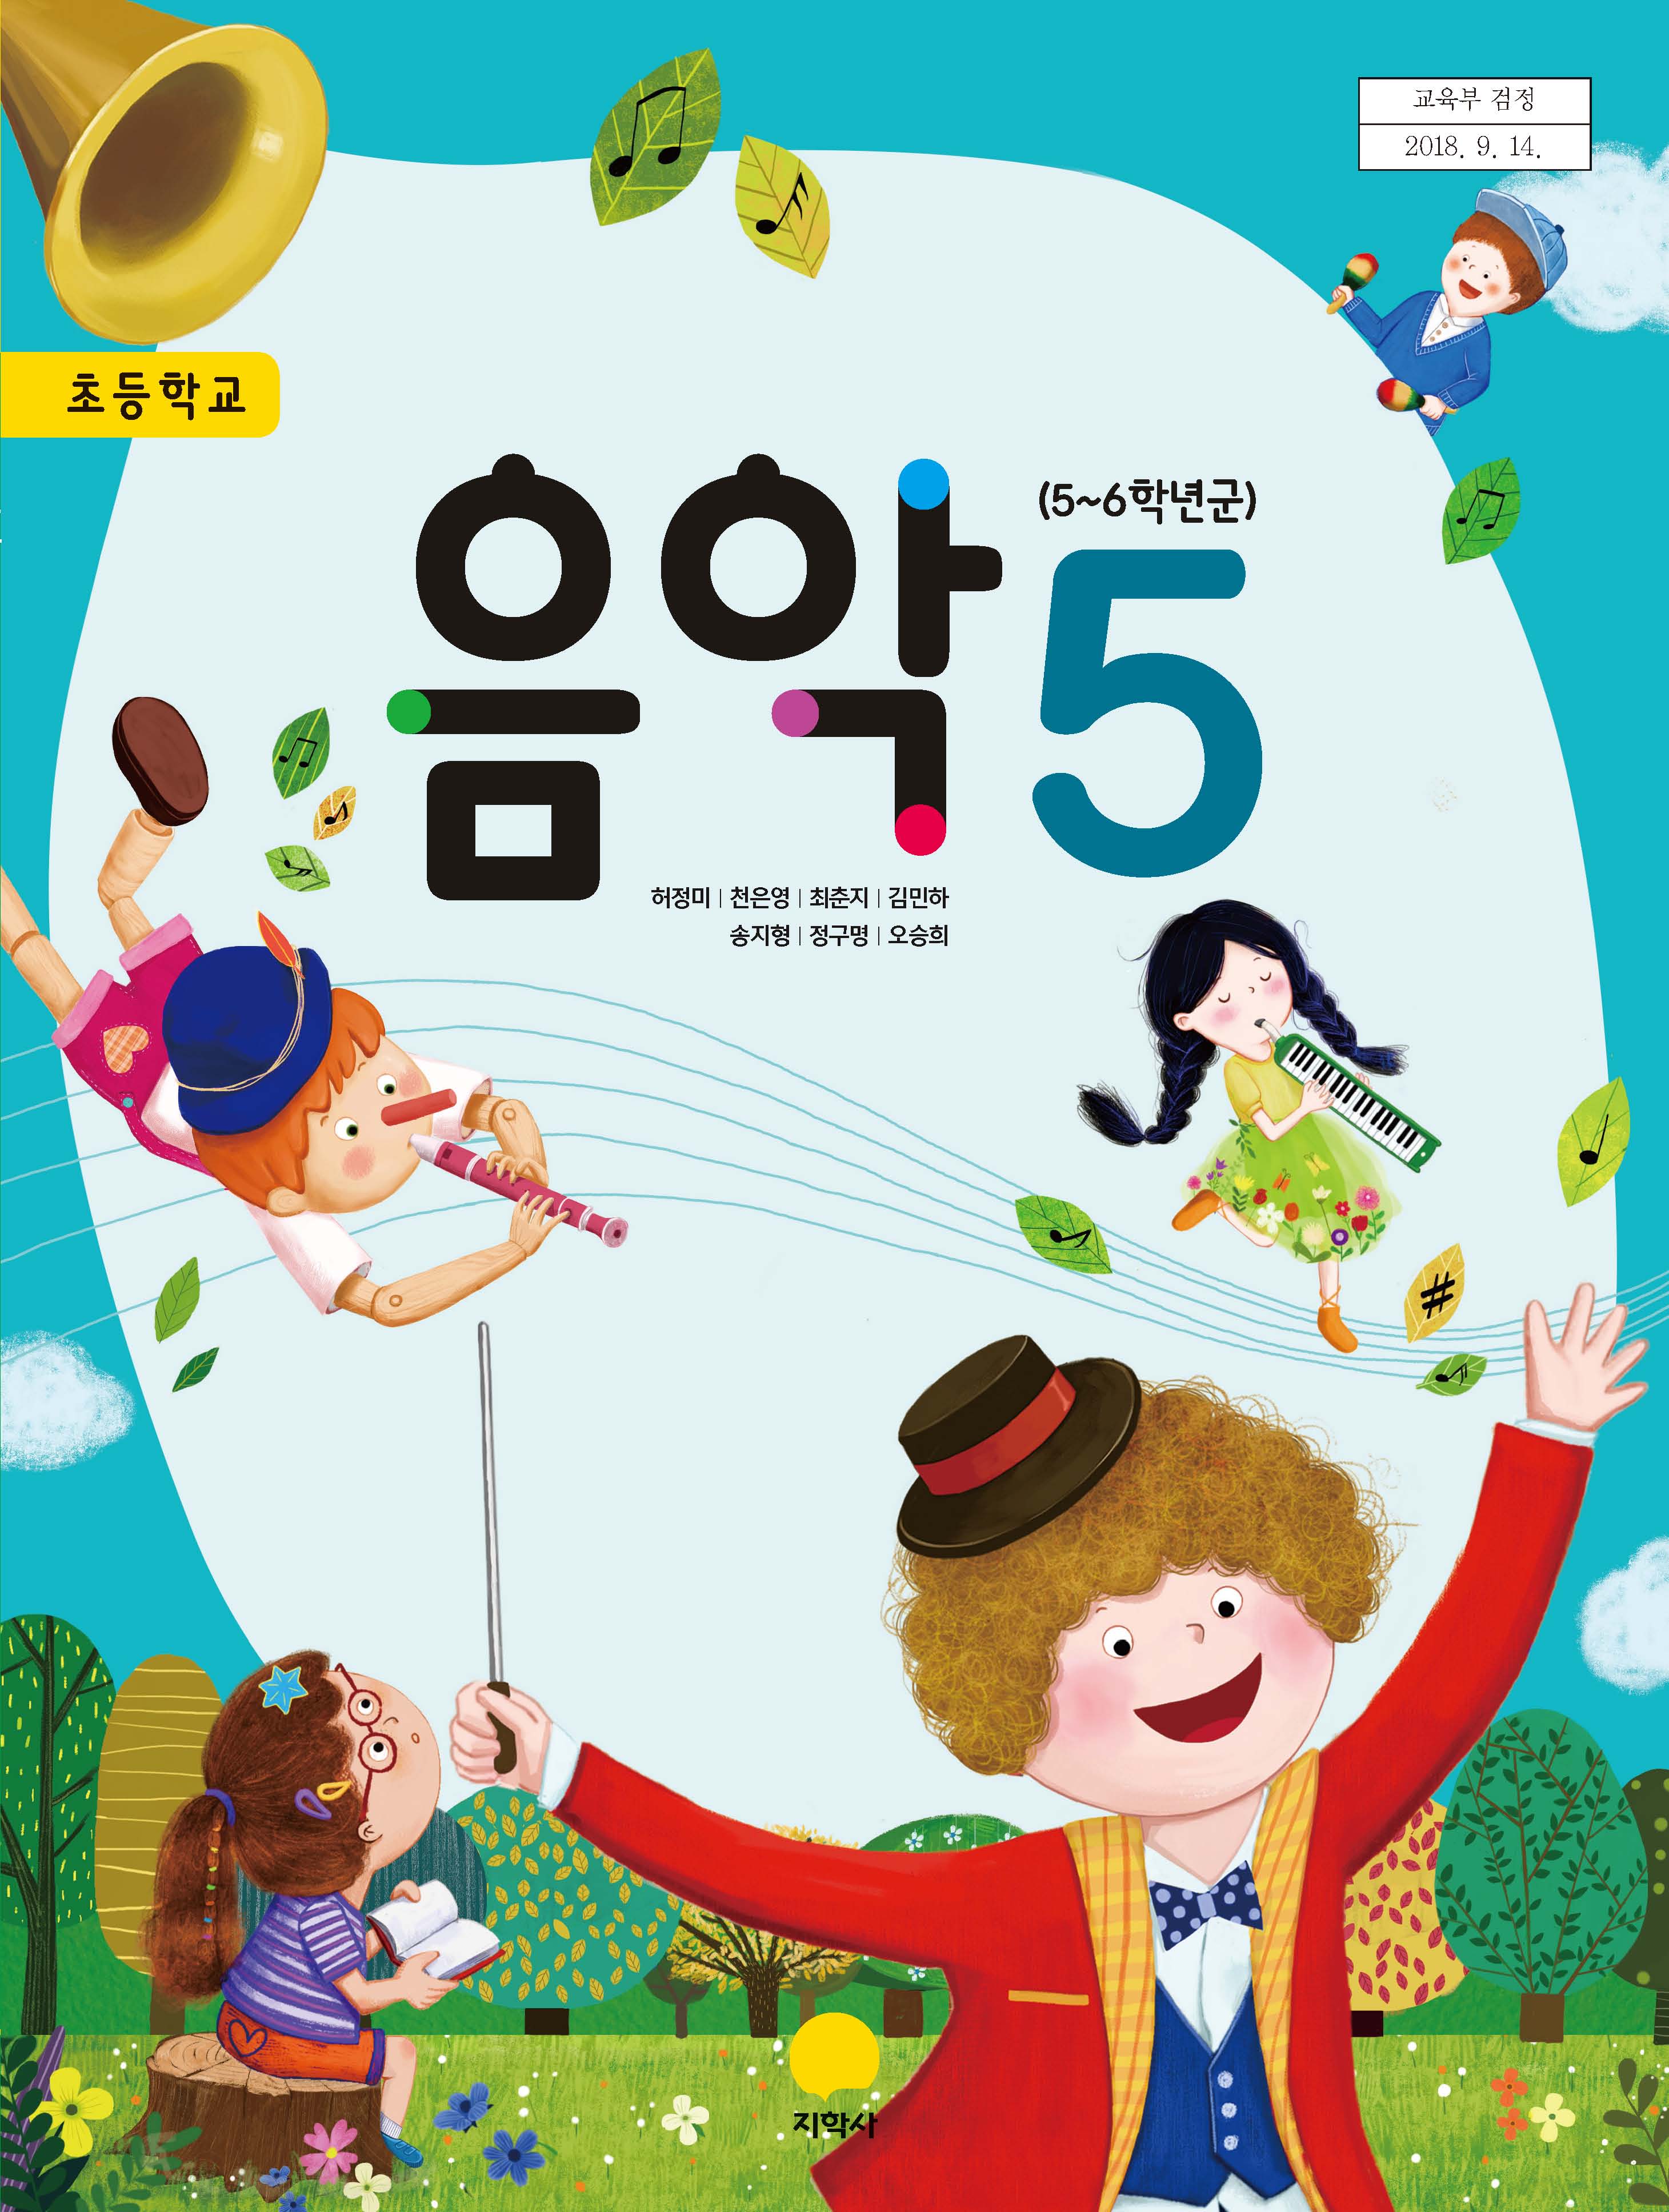 교육부 검정
2018. 9. 14.
초등학교
(5~6학년군)
음악 5
허정미 | 천은영 | 최춘지 | 김민하
송지형 | 정구명 | 오승희
지학사